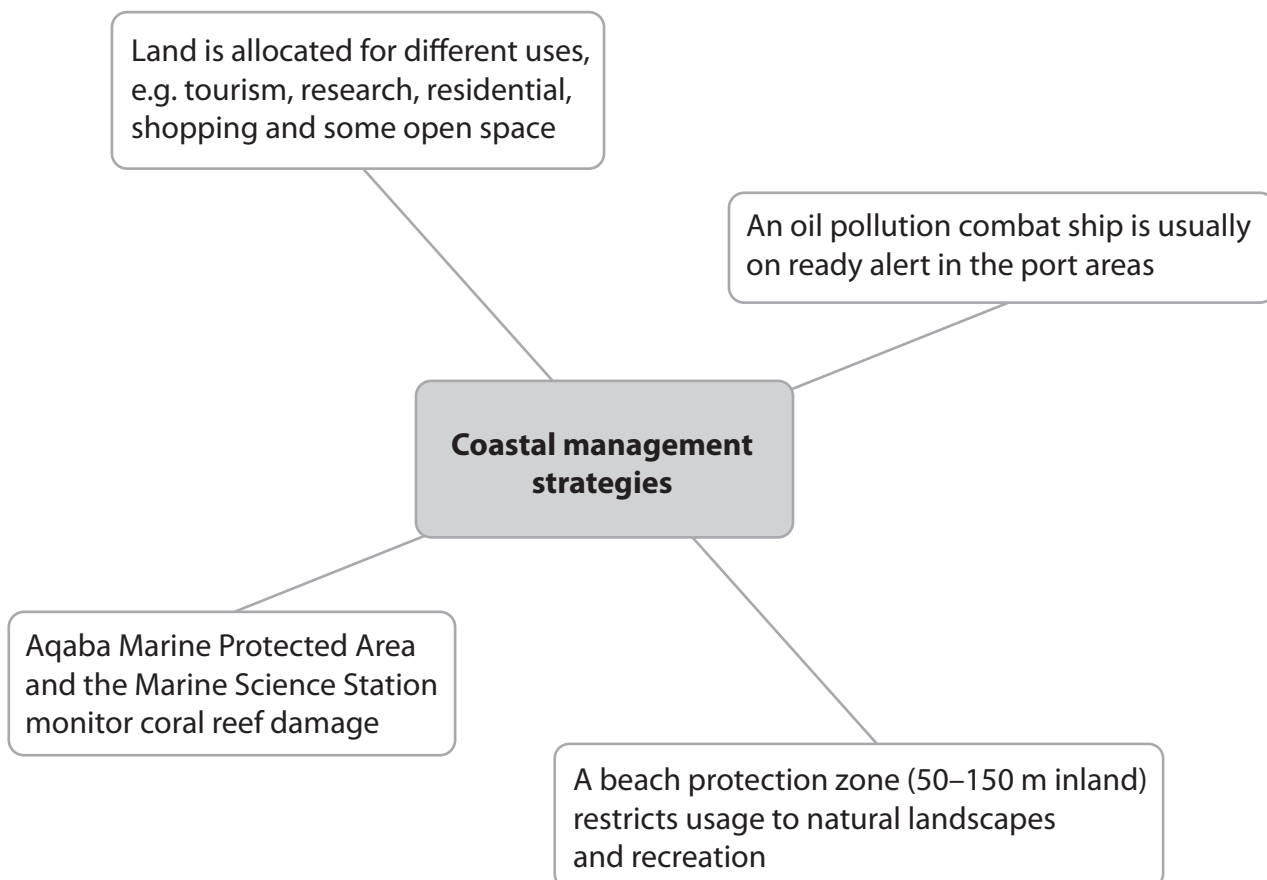 Land is allocated for different uses,
e.g. tourism, research, residential,
shopping and some open space
An oil pollution combat ship is usually
on ready alert in the port areas
Coastal management
strategies
Aqaba Marine Protected Area
and the Marine Science Station
monitor coral reef damage
A beach protection zone (50–150 m inland)
restricts usage to natural landscapes
and recreation